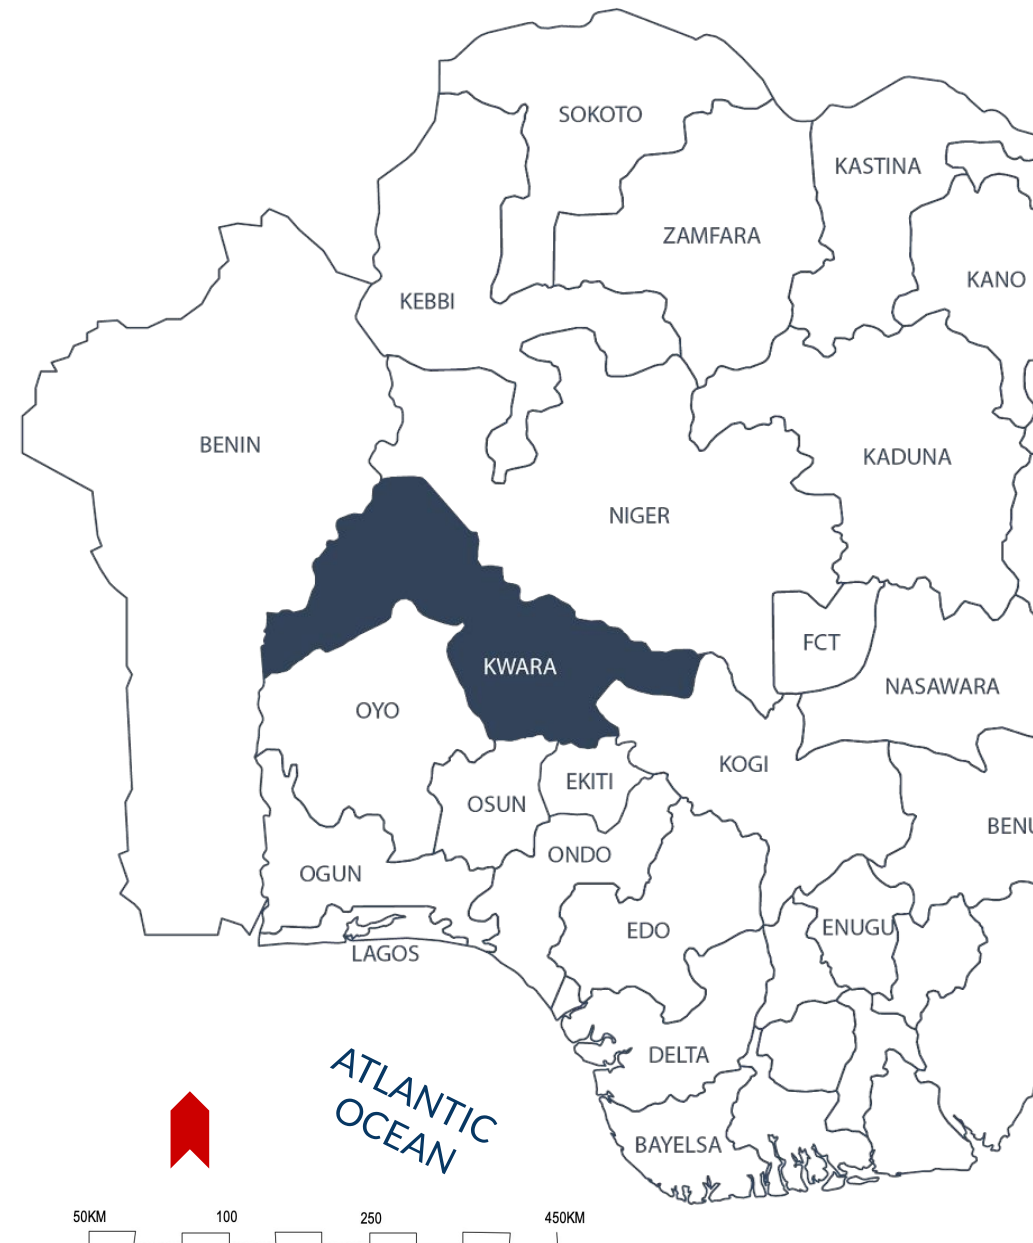 SOKOTO
KASTINA
ZAMFARA
KANO
KEBBI
BENIN
KADUNA
NIGER
FCT
KWARA
NASAWARA
OYO
KOGI
EKITI
OSUN
BENU
ONDO
OGUN
ENUGU
EDO
LAGOS
DELTA
ATLANTIC
OCEAN
BAYELSA
50KM 100 250 450KM